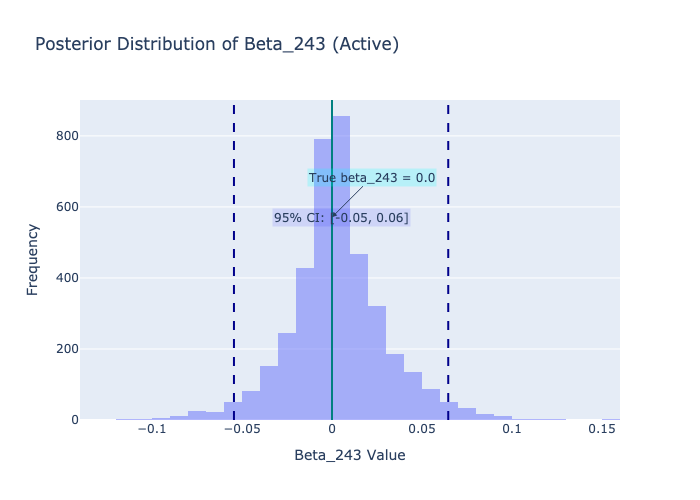 Posterior Distribution of Beta_243 (Active)
800
600
400
200
0
Frequency
True beta_243 = 0.0
95% CI: [-0.05, 0.06]
−0.1
−0.05
0
0.05
0.1
0.15
Beta_243 Value